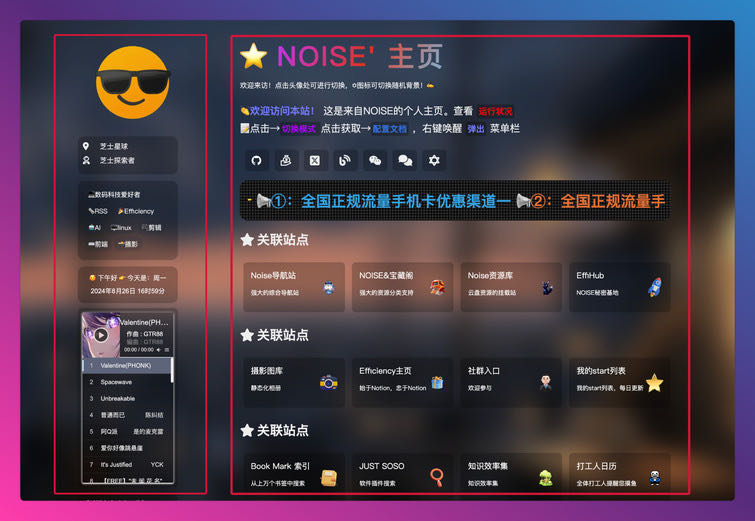 NOISE' 主页
欢迎来访！点击头像处可进行切换，✡图标可切换随机背景！👈
👏欢迎访问本站！ 这是来自NOISE的个人主页。查看 运行状况
📝点击→切换模式 点击获取→配置文档 ，右键唤醒 弹出 菜单栏
📢①：全国正规流量手机卡优惠渠道一 📢②：全国正规流量手
芝士星球
芝士探索者
数码科技爱好者
RSS Efficiency
AI linux 剪辑
前端 摄影
下午好 今天是：周一
2024年8月26日 16时59分
Valentine(PH...
作曲 : GTR88
编曲 : GTR88
00:00 / 00:00
1 Valentine(PHONK)
2 Spacewave
3 Unbreakable
4 普通而已 陈纠结
5 阿Q派 是的麦克雷
6 爱你好像跳悬崖
7 It's Justified YCK
8 【FREE】"未闻花名"
关联站点
Noise导航站
强大的综合导航站
NOISE&宝藏阁
强大的资源分类支持
Noise资源库
云盘资源的挂载站
EffiHub
NOISE秘密基地
关联站点
摄影图库
静态化相册
Efficiency主页
始于Notion，忠于Notion
社群入口
欢迎参与
我的start列表
我的start列表，每日更新
关联站点
Book Mark 索引
从上万个书签中搜索
JUST SOSO
软件插件搜索
知识效率集
知识效率集
打工人日历
全体打工人提醒您摸鱼